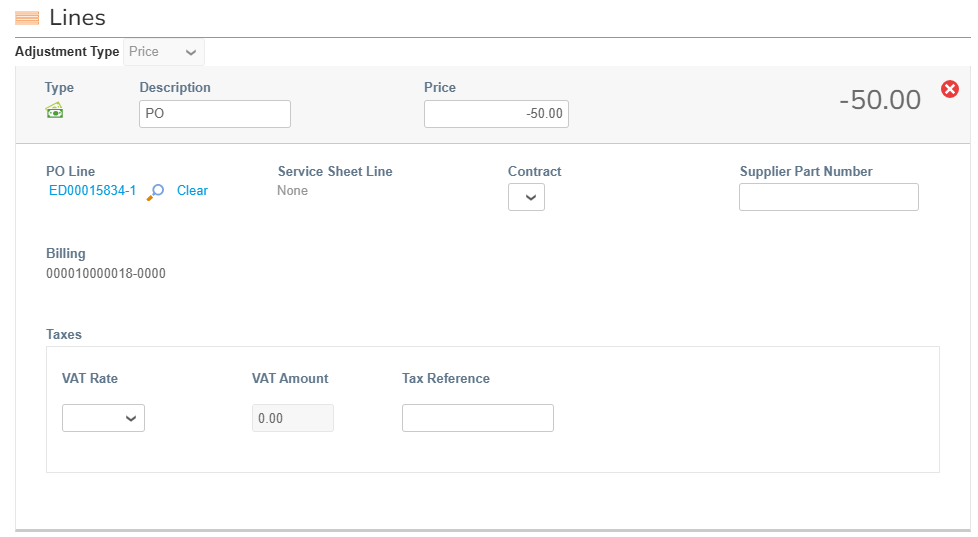 Lines
Adjustment Type Price
Type Description Price
PO -50.00 -50.00
PO Line Service Sheet Line Contract Supplier Part Number
ED00015834-1 Clear None
Billing
000010000018-0000
Taxes
VAT Rate VAT Amount Tax Reference
0.00